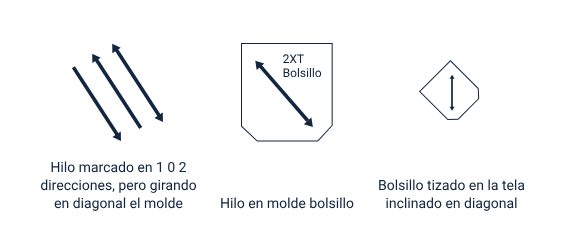 2XT
Bolsillo
Hilo marcado en 1 0 2
direcciones, pero girando
en diagonal el molde
Hilo en molde bolsillo
Bolsillo tizado en la tela
inclinado en diagonal